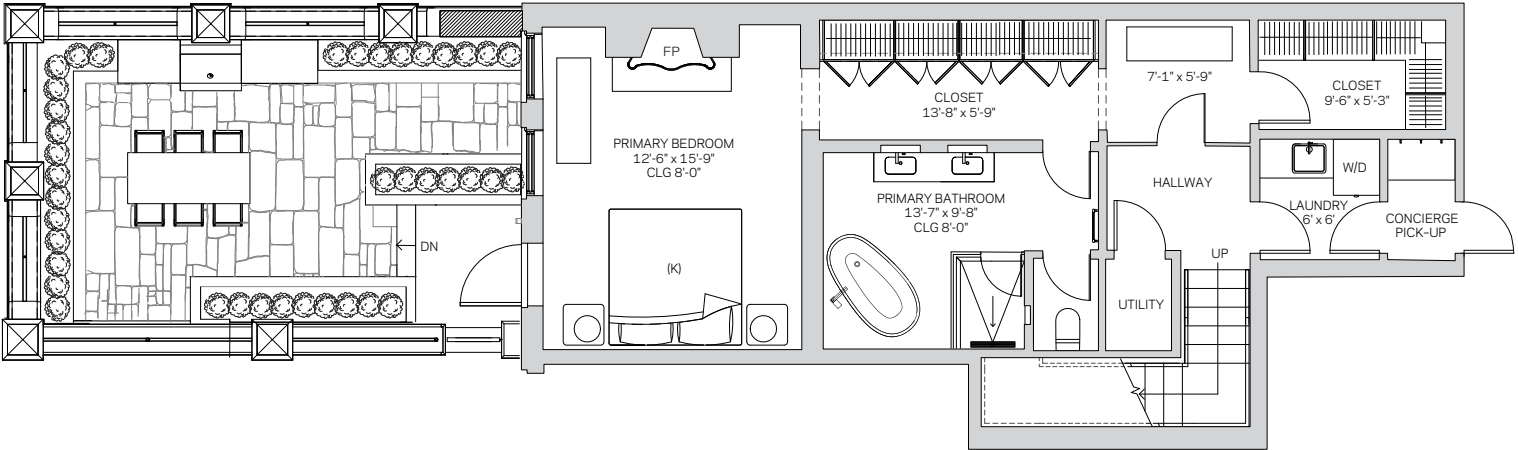 FP
PRIMARY BEDROOM
12'-6" x 15'-9"
CLG 8'-0"
(K)
DN
CLOSET
13'-8" x 5'-9"
PRIMARY BATHROOM
13'-7" x 9'-8"
CLG 8'-0"
7'-1" x 5'-9"
CLOSET
9'-6" x 5'-3"
HALLWAY
W/D
LAUNDRY
6' x 6'
CONCIERGE
PICK-UP
UP
UTILITY